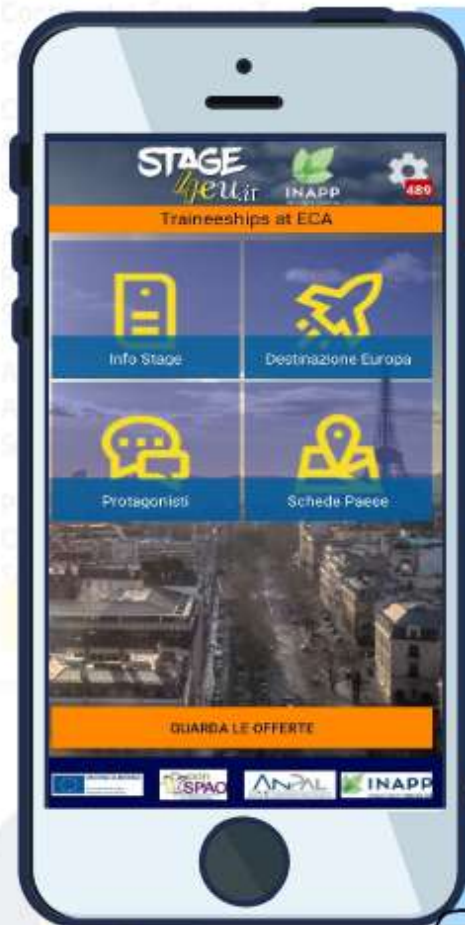 STAGE
4eu.it
INAPP
489
Traineeships at ECA
Info Stage
Destinazione Europa
Protagonisti
Schede Paese
GUARDA LE OFFERTE
SPAO
ANPAL
INAPP